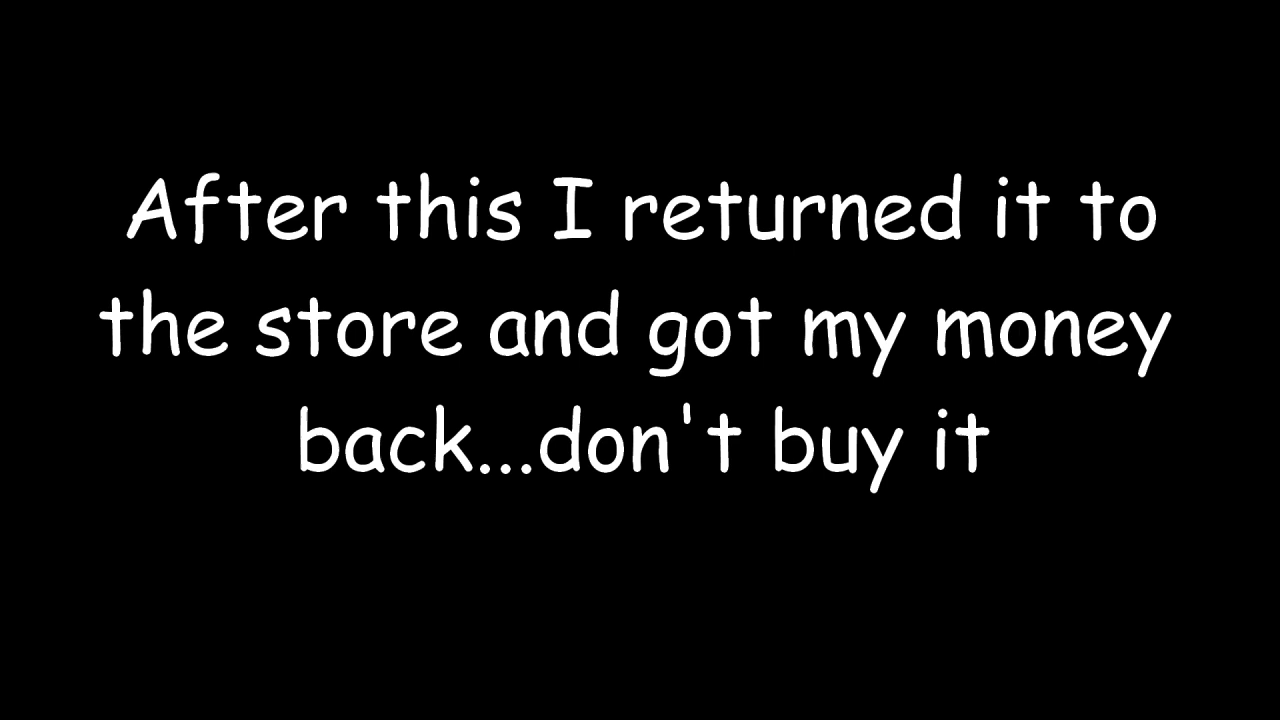 After this I returned it to
the store and got my money
back...don't buy it